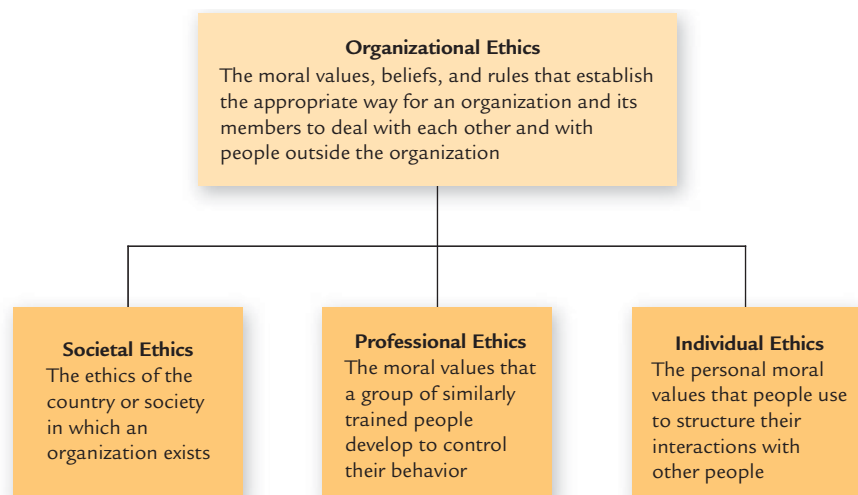 Organizational Ethics
The moral values, beliefs, and rules that establish
the appropriate way for an organization and its
members to deal with each other and with
people outside the organization
Societal Ethics
The ethics of the
country or society
in which an
organization exists
Professional Ethics
The moral values that
a group of similarly
trained people
develop to control
their behavior
Individual Ethics
The personal moral
values that people use
to structure their
interactions with
other people